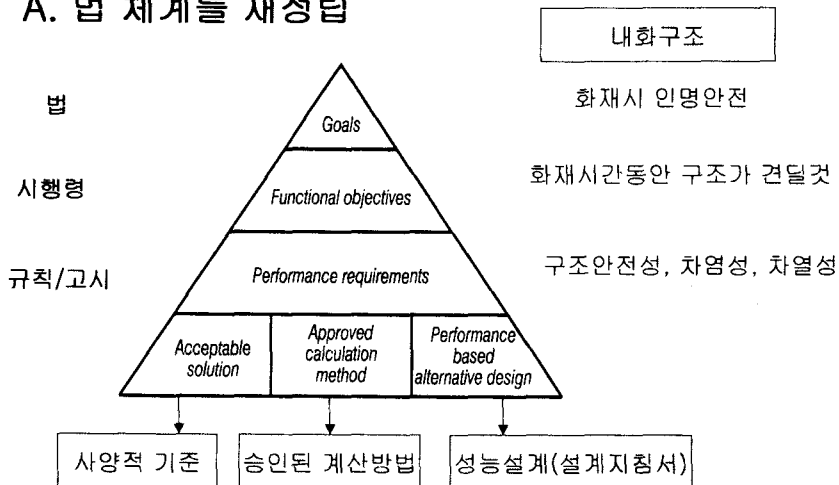 A. 법 체계를 재정립
내화구조
법
Goals
화재시 인명안전
시행령
Functional objectives
화재시간동안 구조가 견딜것
규칙/고시
Performance requirements
구조안전성, 차염성, 차열성
Acceptable
solution
Approved
calculation
method
Performance
based
alternative design
사양적 기준
승인된 계산방법
성능설계(설계지침서)